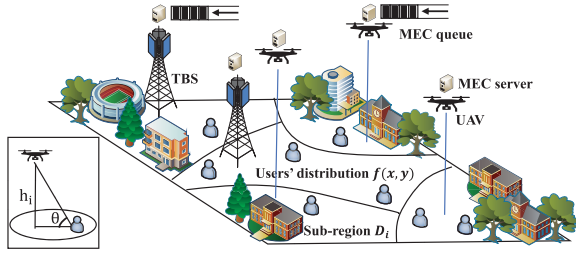 MEC queue
TBS
MEC server
UAV
Users' distribution f(x, y)
h_i
θ
Sub-region D_i